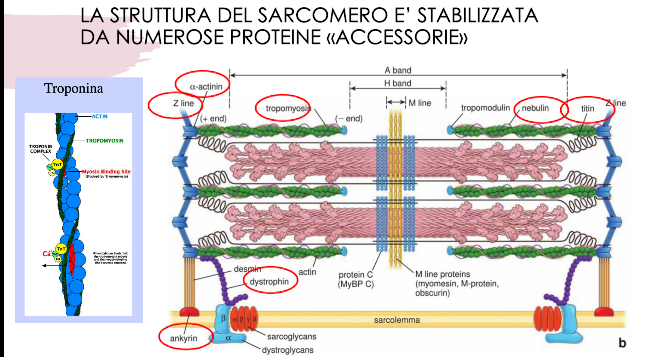 LA STRUTTURA DEL SARCOMERO E' STABILIZZATA
DA NUMEROSE PROTEINE «ACCESSORIE»
Troponina
ACTIN
TROPOMYOSIN
TROPONIN
COMPLEX
TnT
Myosin Binding Site
TnT
α-actinin
Z line
(+ end)
tropomyosin
A band
H band
M line
(− end)
tropomodulin
nebulin
titin
Z line
desmin
dystrophin
actin
protein C
(MyBP C)
M line proteins
(myomesin, M-protein,
obscurin)
sarcolemma
ankyrin
β
α β γ δ
α
sarcoglycans
dystroglycans
b